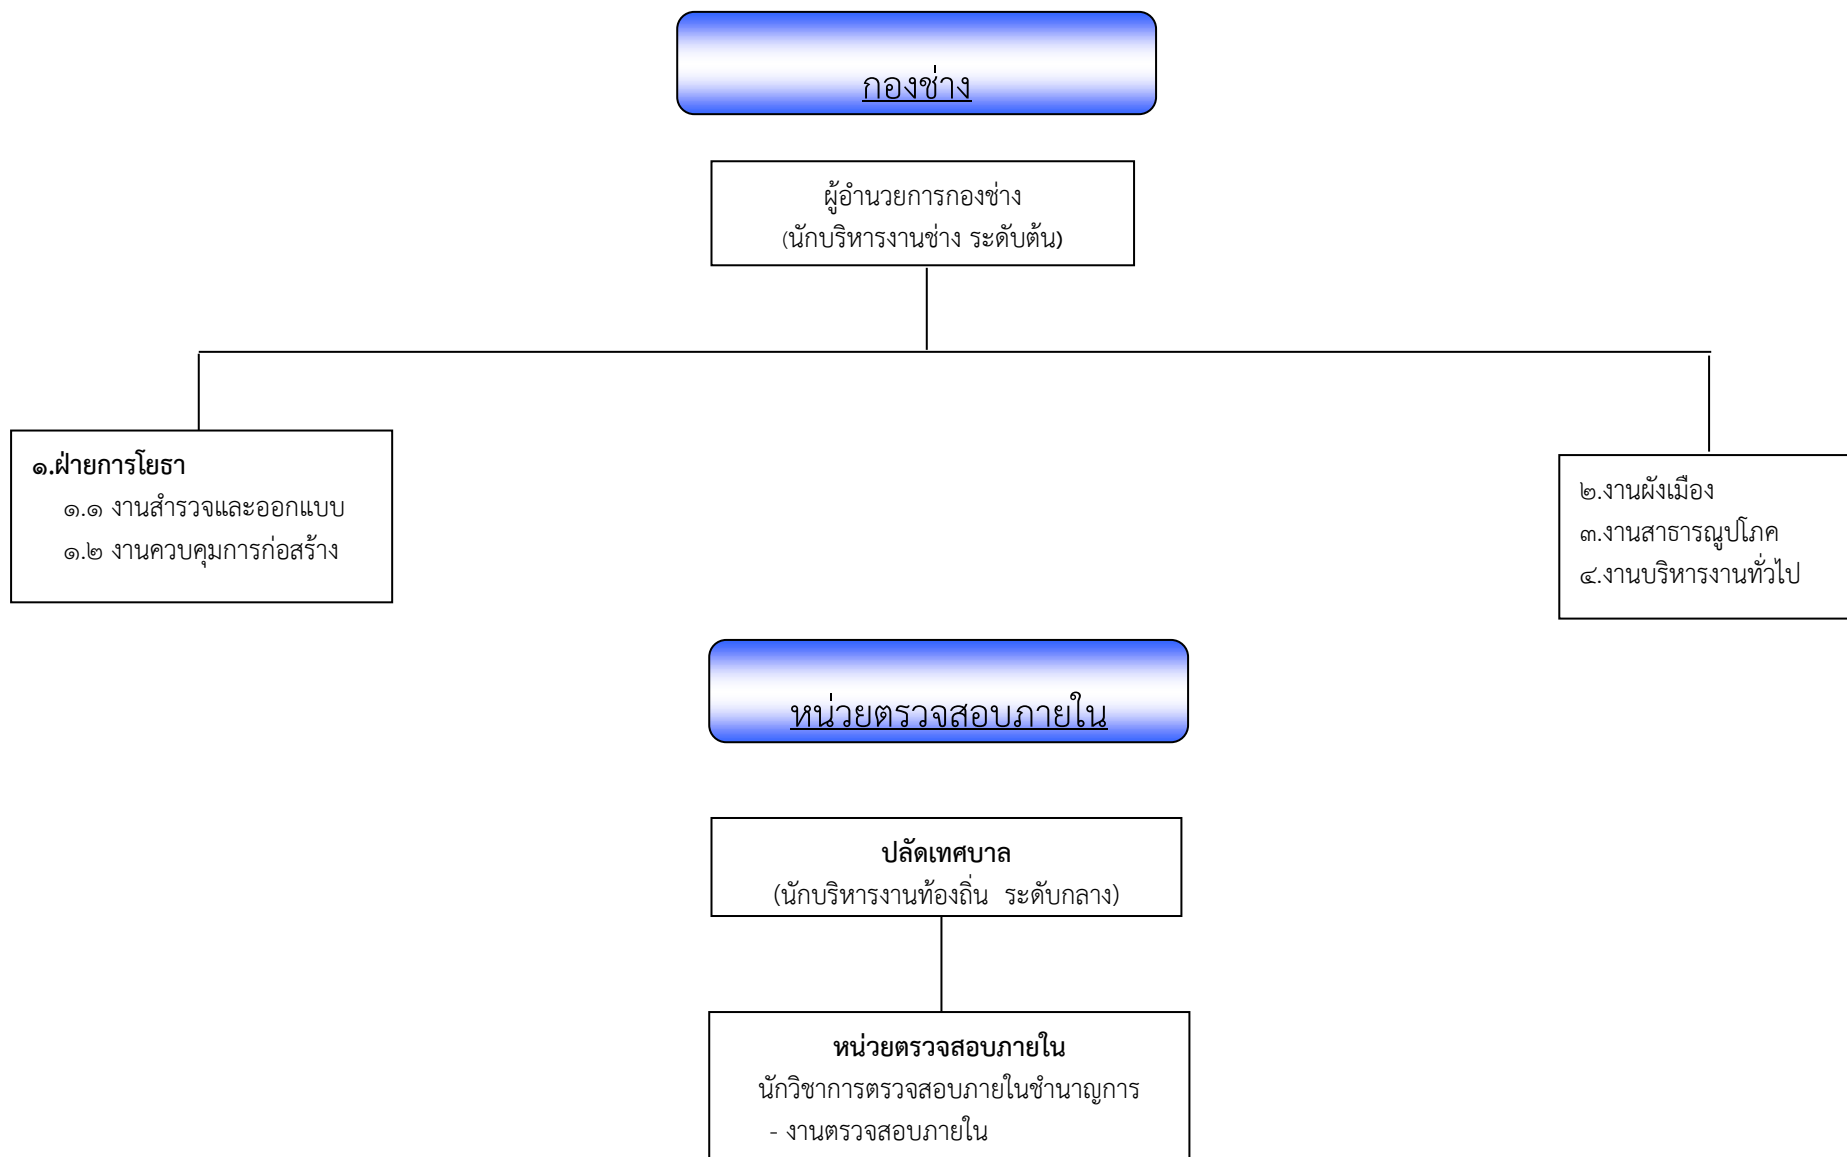 กองช่าง
ผู้อำนวยการกองช่าง
(นักบริหารงานช่าง ระดับต้น)
๑.ฝ่ายการโยธา
๑.๑ งานสำรวจและออกแบบ
๑.๒ งานควบคุมการก่อสร้าง
๒.งานผังเมือง
๓.งานสาธารณูปโภค
๔.งานบริหารงานทั่วไป
หน่วยตรวจสอบภายใน
ปลัดเทศบาล
(นักบริหารงานท้องถิ่น ระดับกลาง)
หน่วยตรวจสอบภายใน
นักวิชาการตรวจสอบภายในชำนาญการ
- งานตรวจสอบภายใน